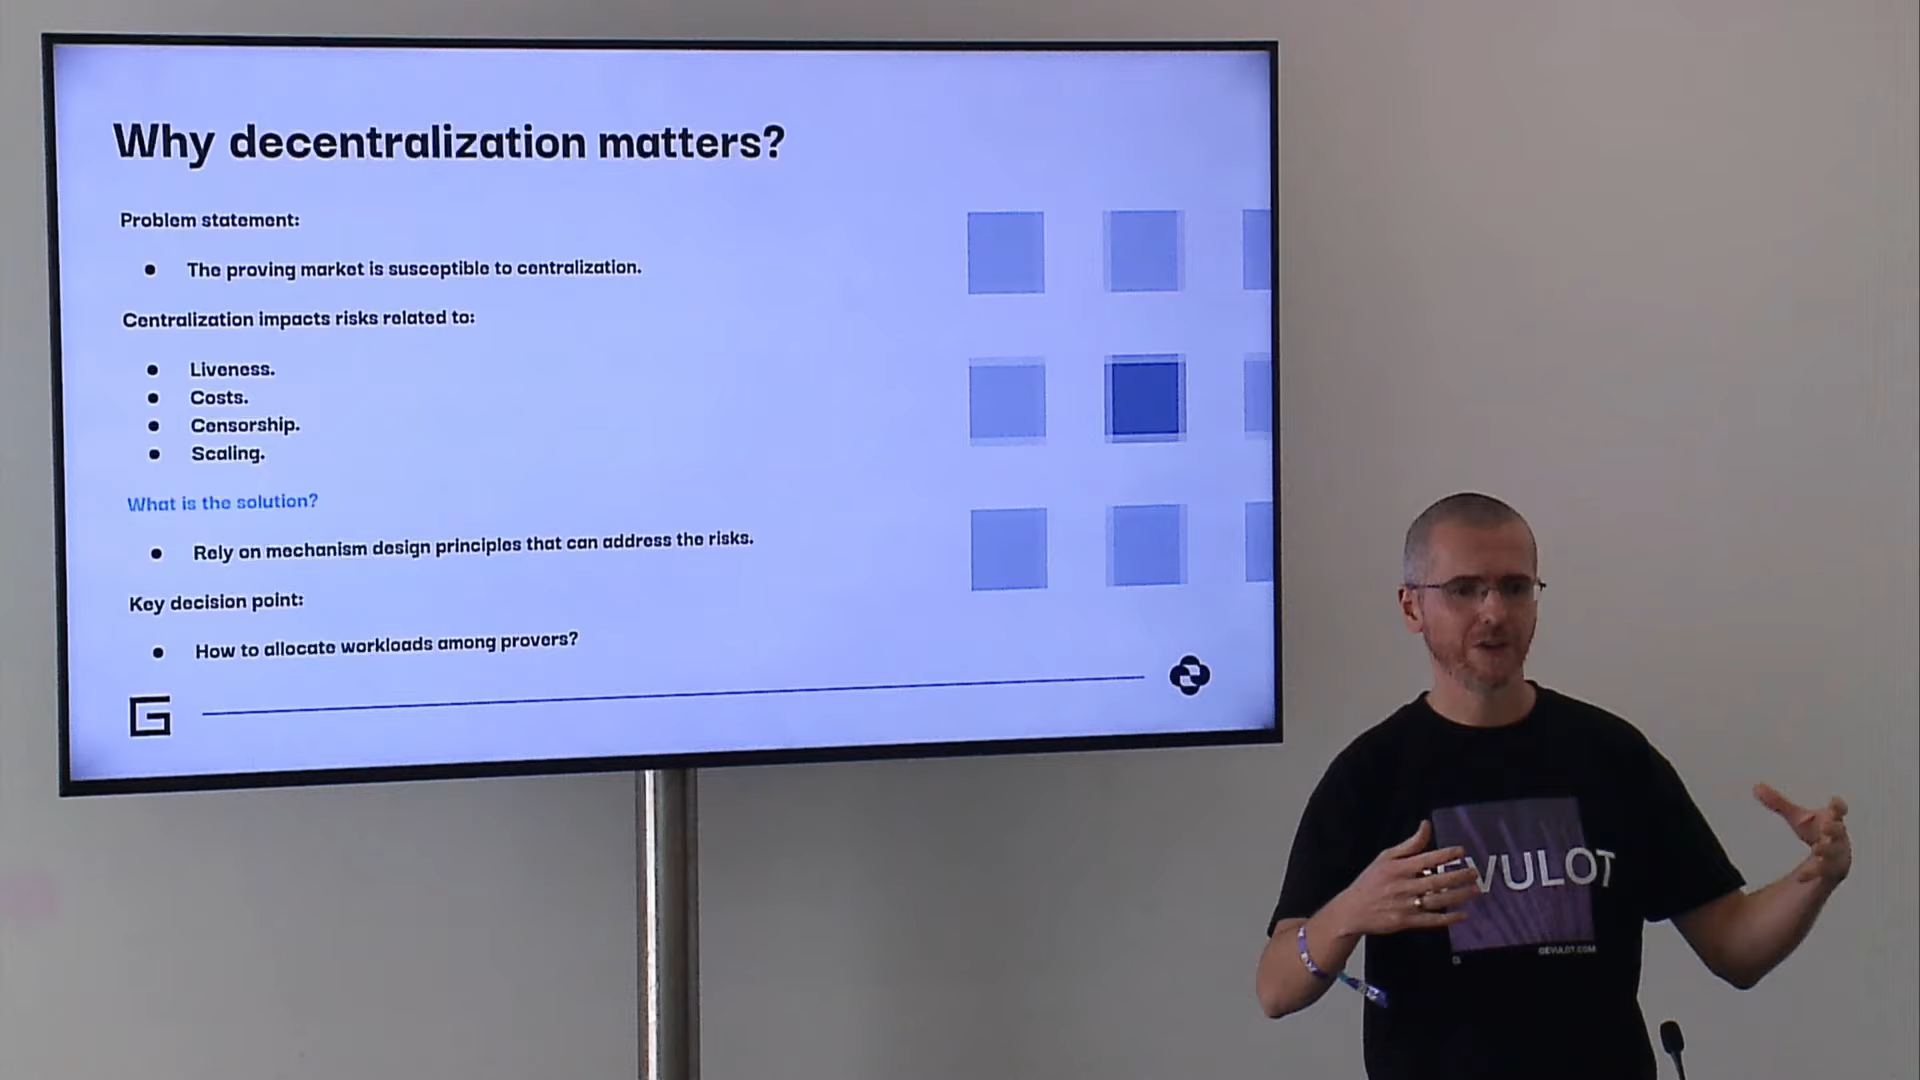 Why decentralization matters?
Problem statement:
● The proving market is susceptible to centralization.
Centralization impacts risks related to:
● Liveness.
● Costs.
● Censorship.
● Scaling.
What is the solution?
● Rely on mechanism design principles that can address the risks.
Key decision point:
● How to allocate workloads among provers?
EVULOT
GEVULOT.COM